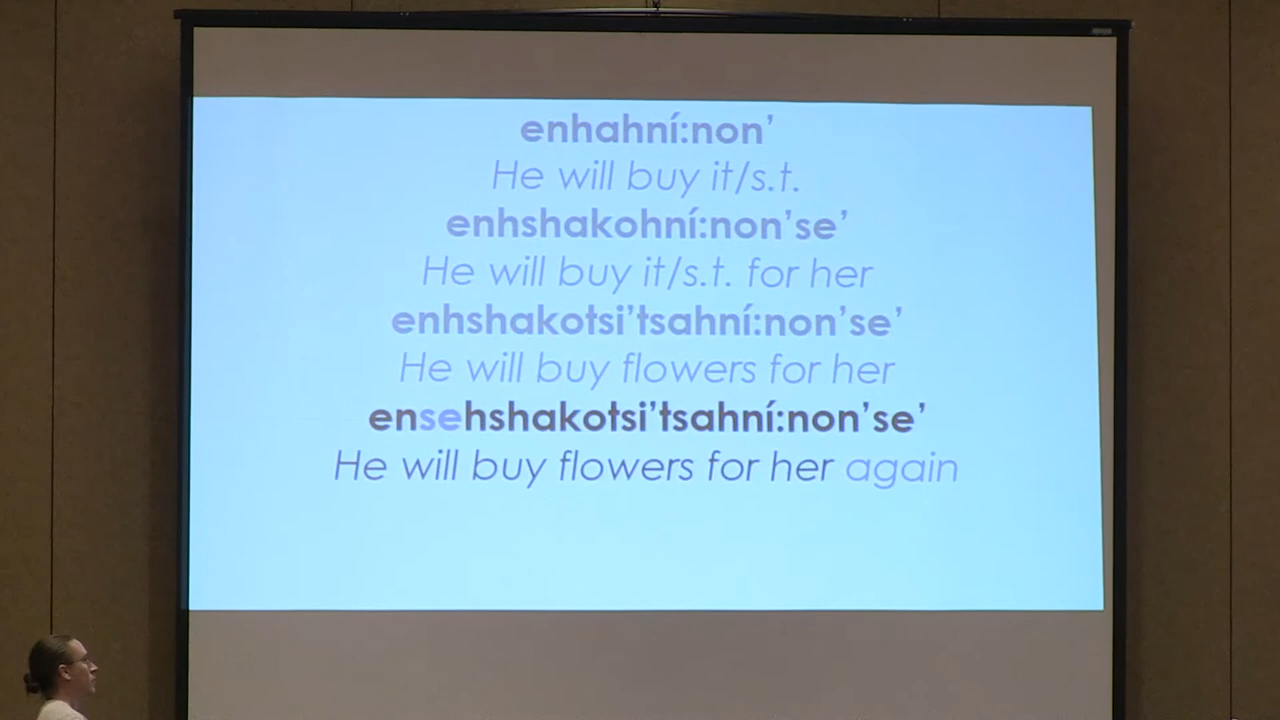 enhahní:non’
He will buy it/s.t.
enhshakohní:non’se’
He will buy it/s.t. for her
enhshakotsi’tsahní:non’se’
He will buy flowers for her
ensehshakotsi’tsahní:non’se’
He will buy flowers for her again